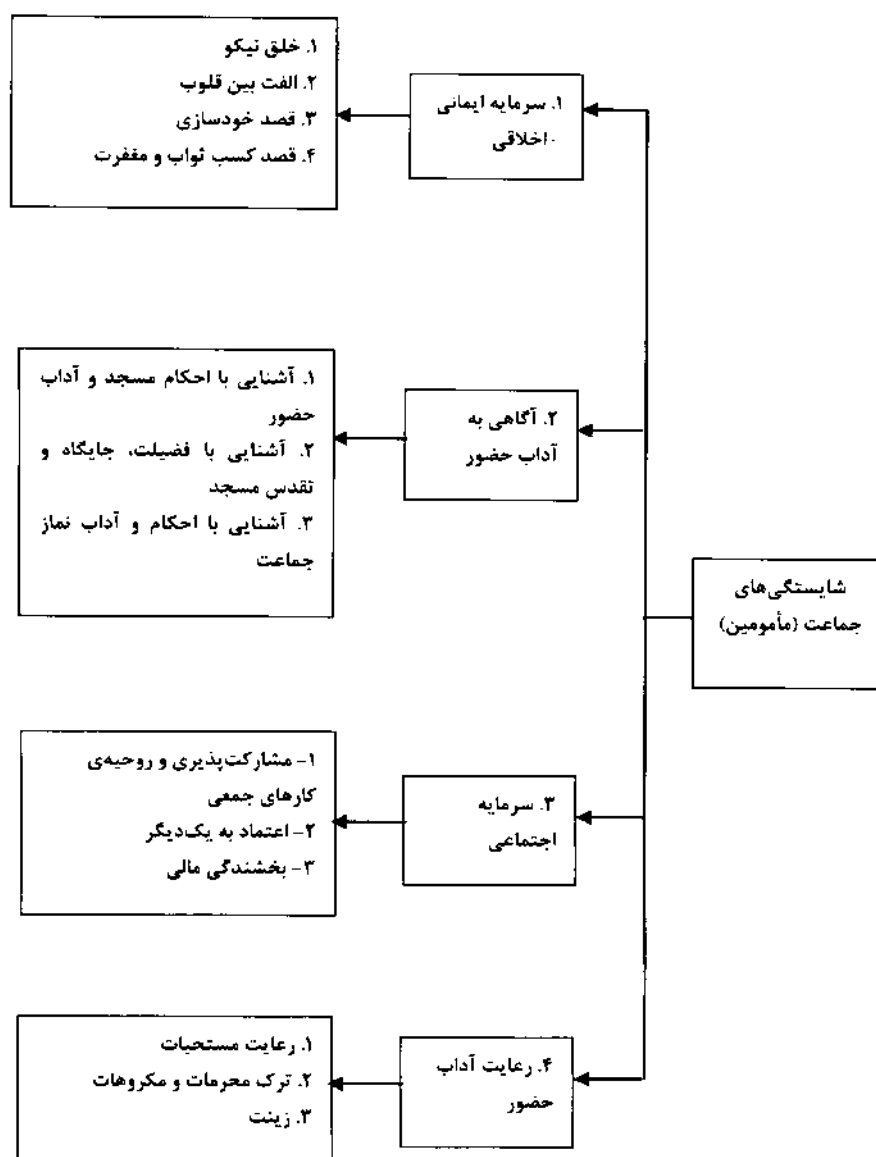 شایستگی‌های
جماعت (مأمومین)
۱. سرمایه ایمانی
-اخلاقی
۱. خلق نیکو
۲. الفت بین قلوب
۳. قصد خودسازی
۴. قصد کسب ثواب و مغفرت
۲. آگاهی به
آداب حضور
۱. آشنایی با احکام مسجد و آداب
حضور
۲. آشنایی با فضیلت، جایگاه و
تقدس مسجد
۳. آشنایی با احکام و آداب نماز
جماعت
۳. سرمایه
اجتماعی
۱- مشارکت‌پذیری و روحیه‌ی
کارهای جمعی
۲- اعتماد به یک‌دیگر
۳- بخشندگی مالی
۴. رعایت آداب
حضور
۱. رعایت مستحبات
۲. ترک محرمات و مکروهات
۳. زینت